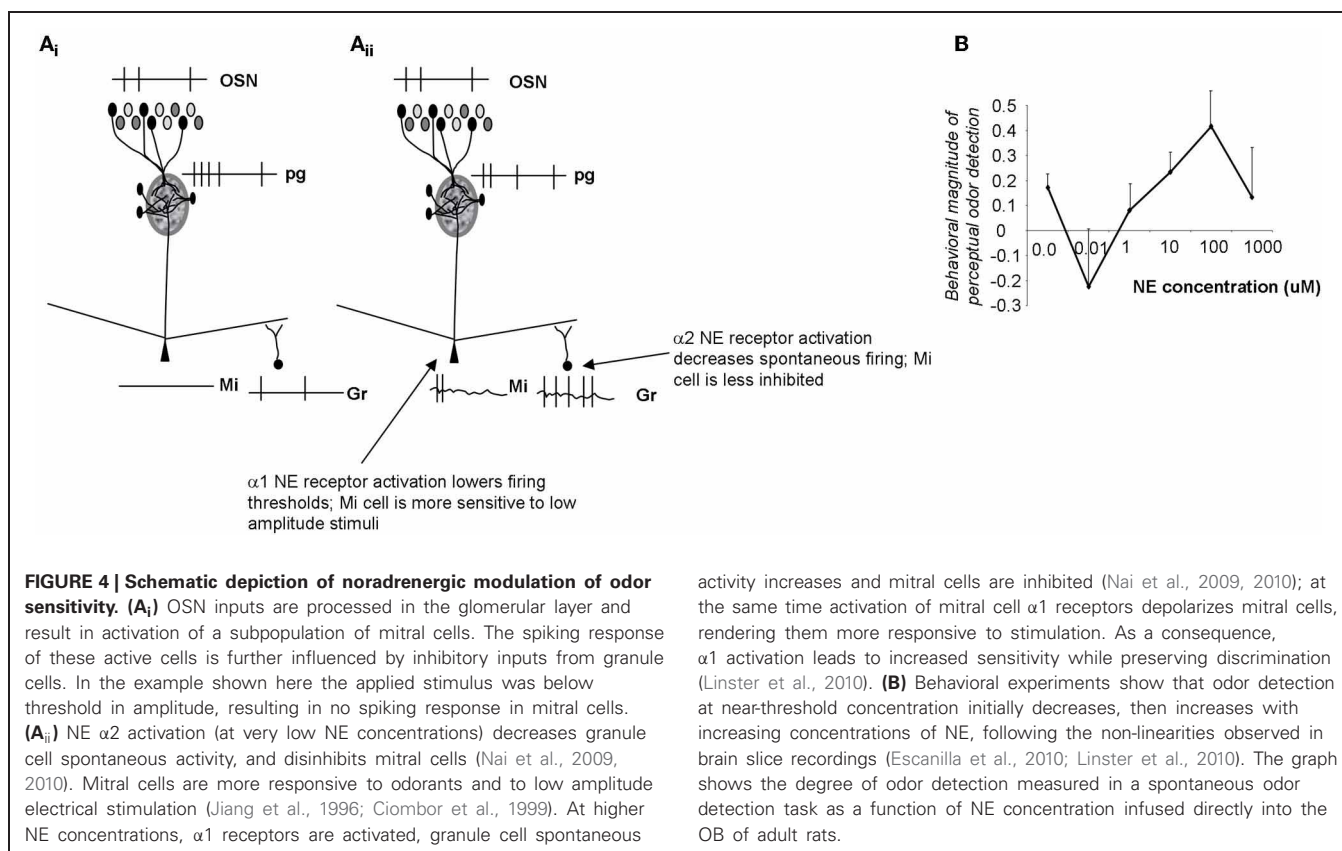 Ai
Aii
B
OSN
OSN
pg
pg
Mi
Gr
Mi
Gr
α2 NE receptor activation
decreases spontaneous firing; Mi
cell is less inhibited
α1 NE receptor activation lowers firing
thresholds; Mi cell is more sensitive to low
amplitude stimuli
Behavioral magnitude of
perceptual odor detection
0.5
0.4
0.3
0.2
0.1
0
-0.1
-0.2
-0.3
0.0 0.01 1 10 100 1000
NE concentration (uM)
FIGURE 4 | Schematic depiction of noradrenergic modulation of odor
sensitivity. (Ai) OSN inputs are processed in the glomerular layer and
result in activation of a subpopulation of mitral cells. The spiking response
of these active cells is further influenced by inhibitory inputs from granule
cells. In the example shown here the applied stimulus was below
threshold in amplitude, resulting in no spiking response in mitral cells.
(Aii) NE α2 activation (at very low NE concentrations) decreases granule
cell spontaneous activity, and disinhibits mitral cells (Nai et al., 2009,
2010). Mitral cells are more responsive to odorants and to low amplitude
electrical stimulation (Jiang et al., 1996; Ciombor et al., 1999). At higher
NE concentrations, α1 receptors are activated, granule cell spontaneous
activity increases and mitral cells are inhibited (Nai et al., 2009, 2010); at
the same time activation of mitral cell α1 receptors depolarizes mitral cells,
rendering them more responsive to stimulation. As a consequence,
α1 activation leads to increased sensitivity while preserving discrimination
(Linster et al., 2010). (B) Behavioral experiments show that odor detection
at near-threshold concentration initially decreases, then increases with
increasing concentrations of NE, following the non-linearities observed in
brain slice recordings (Escanilla et al., 2010; Linster et al., 2010). The graph
shows the degree of odor detection measured in a spontaneous odor
detection task as a function of NE concentration infused directly into the
OB of adult rats.